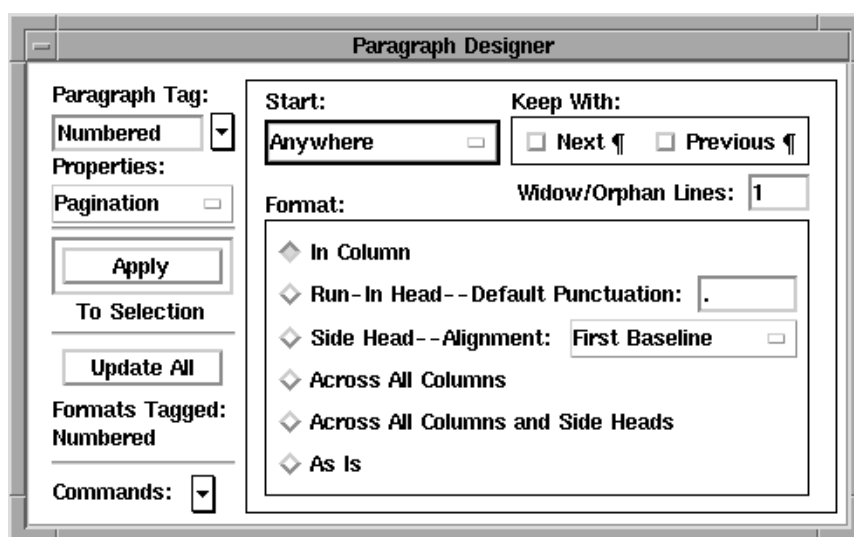 Paragraph Designer
Paragraph Tag:
Numbered
Properties:
Pagination
Apply
To Selection
Update All
Formats Tagged:
Numbered
Commands:
Start:
Anywhere
Keep With:
Next ¶ Previous ¶
Widow/Orphan Lines: 1
Format:
In Column
Run-In Head--Default Punctuation: .
Side Head--Alignment: First Baseline
Across All Columns
Across All Columns and Side Heads
As Is